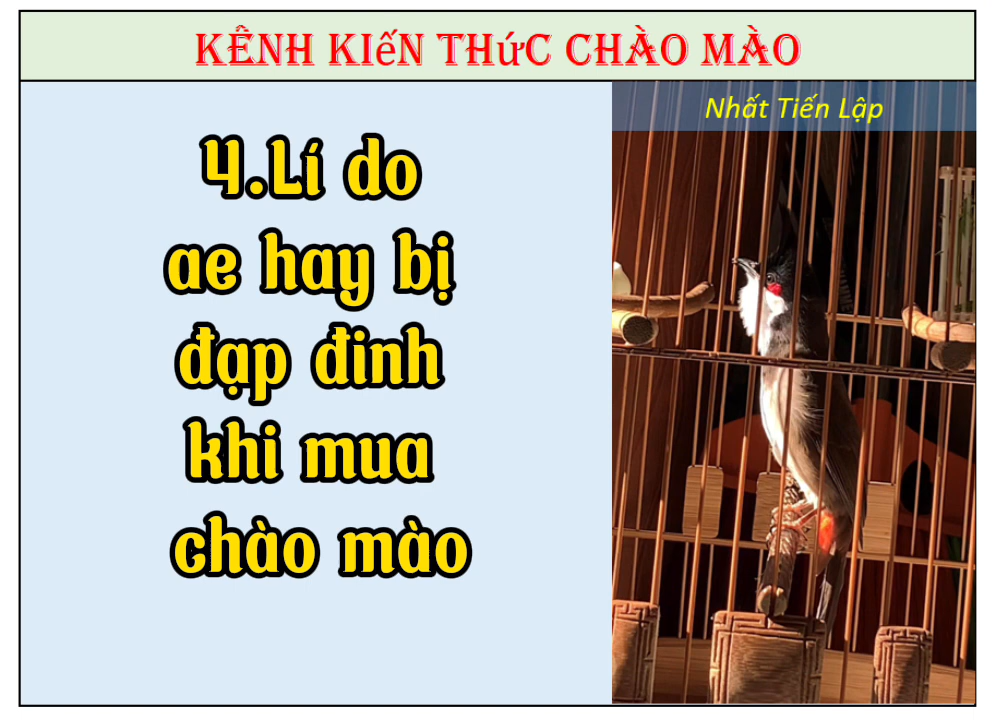 KÊNH KIẾN THỨC CHÀO MÀO
Nhất Tiến Lập
4.Lí do
ae hay bị
đạp đinh
khi mua
chào mào